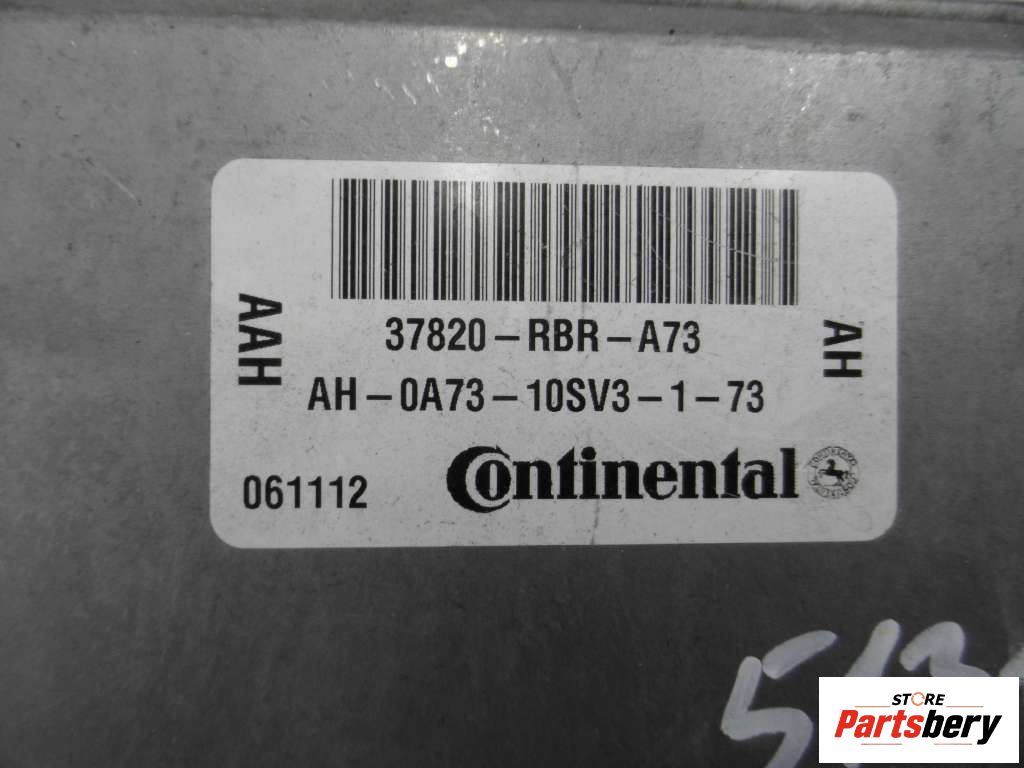 37820-RBR-A73
AAH
AH
AH-0A73-10SV3-1-73
061112
Continental
STORE
Partsbery